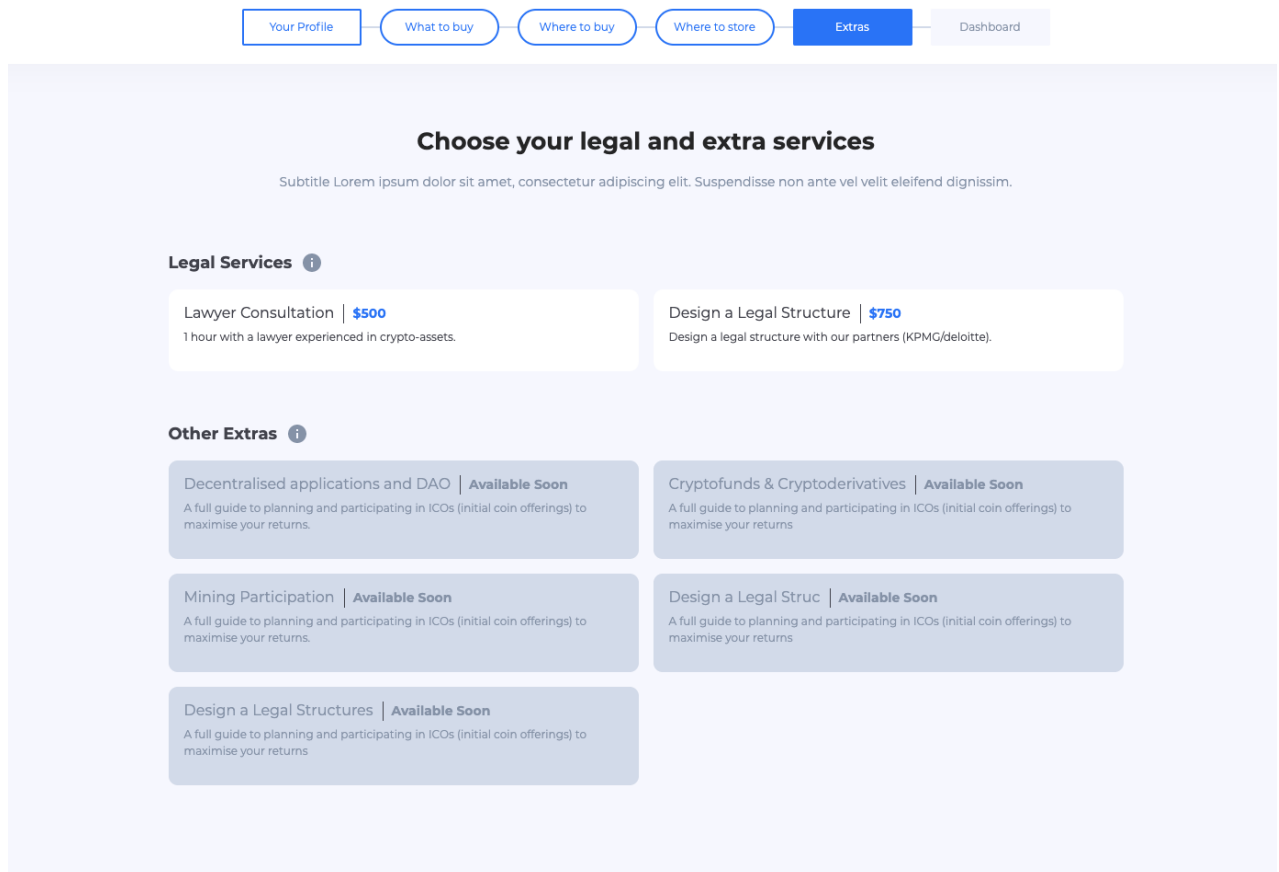 Your Profile
What to buy
Where to buy
Where to store
Extras
Dashboard
Choose your legal and extra services
Subtitle Lorem ipsum dolor sit amet, consectetur adipiscing elit. Suspendisse non ante vel velit eleifend dignissim.
Legal Services
Lawyer Consultation | $500
1 hour with a lawyer experienced in crypto-assets.
Design a Legal Structure | $750
Design a legal structure with our partners (KPMG/deloitte).
Other Extras
Decentralised applications and DAO | Available Soon
A full guide to planning and participating in ICOs (initial coin offerings) to
maximise your returns.
Cryptofunds & Cryptoderivatives | Available Soon
A full guide to planning and participating in ICOs (initial coin offerings) to
maximise your returns
Mining Participation | Available Soon
A full guide to planning and participating in ICOs (initial coin offerings) to
maximise your returns.
Design a Legal Struc | Available Soon
A full guide to planning and participating in ICOs (initial coin offerings) to
maximise your returns
Design a Legal Structures | Available Soon
A full guide to planning and participating in ICOs (initial coin offerings) to
maximise your returns